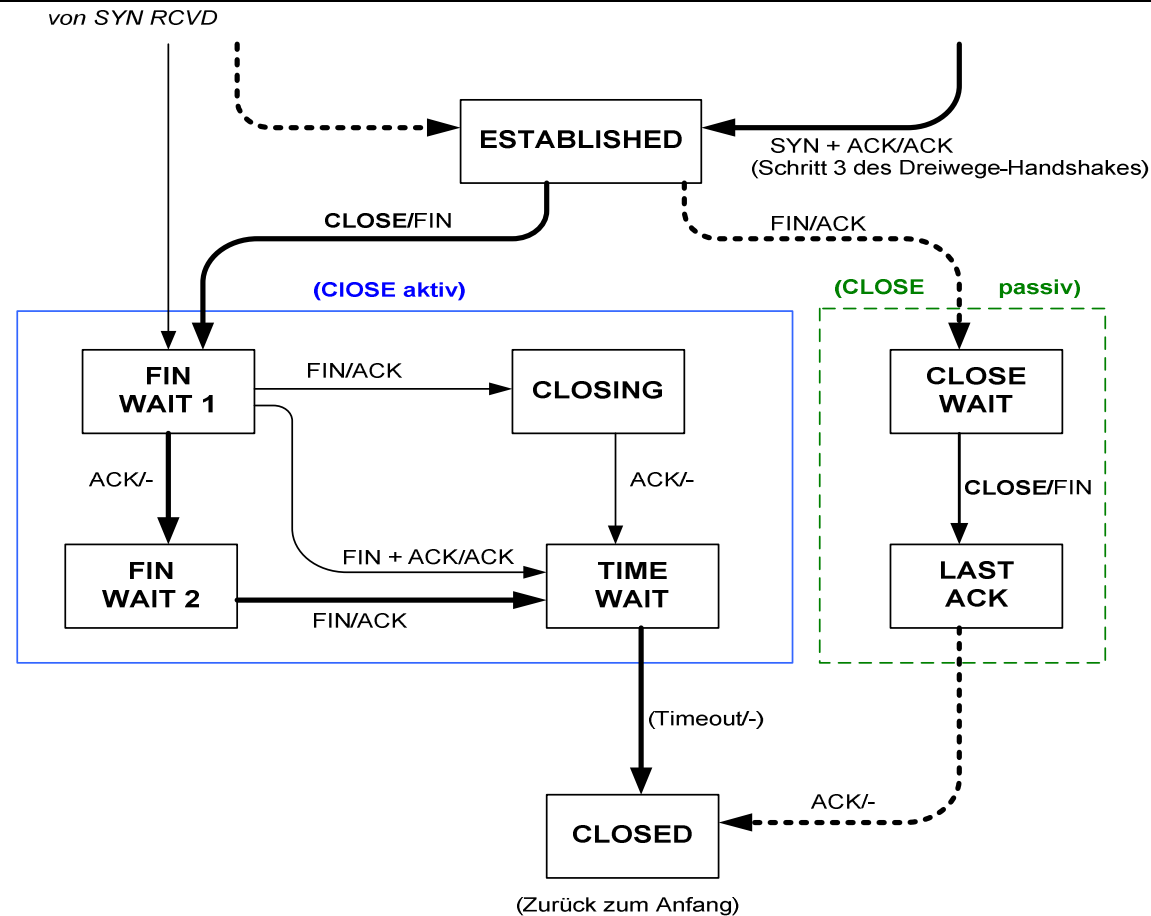 von SYN RCVD
ESTABLISHED
SYN + ACK/ACK
(Schritt 3 des Dreiwege-Handshakes)
CLOSE/FIN
FIN/ACK
(ClOSE aktiv)
(CLOSE passiv)
FIN
WAIT 1
FIN/ACK
CLOSING
CLOSE
WAIT
ACK/-
ACK/-
CLOSE/FIN
FIN + ACK/ACK
FIN
WAIT 2
TIME
WAIT
LAST
ACK
FIN/ACK
(Timeout/-)
ACK/-
CLOSED
(Zurück zum Anfang)